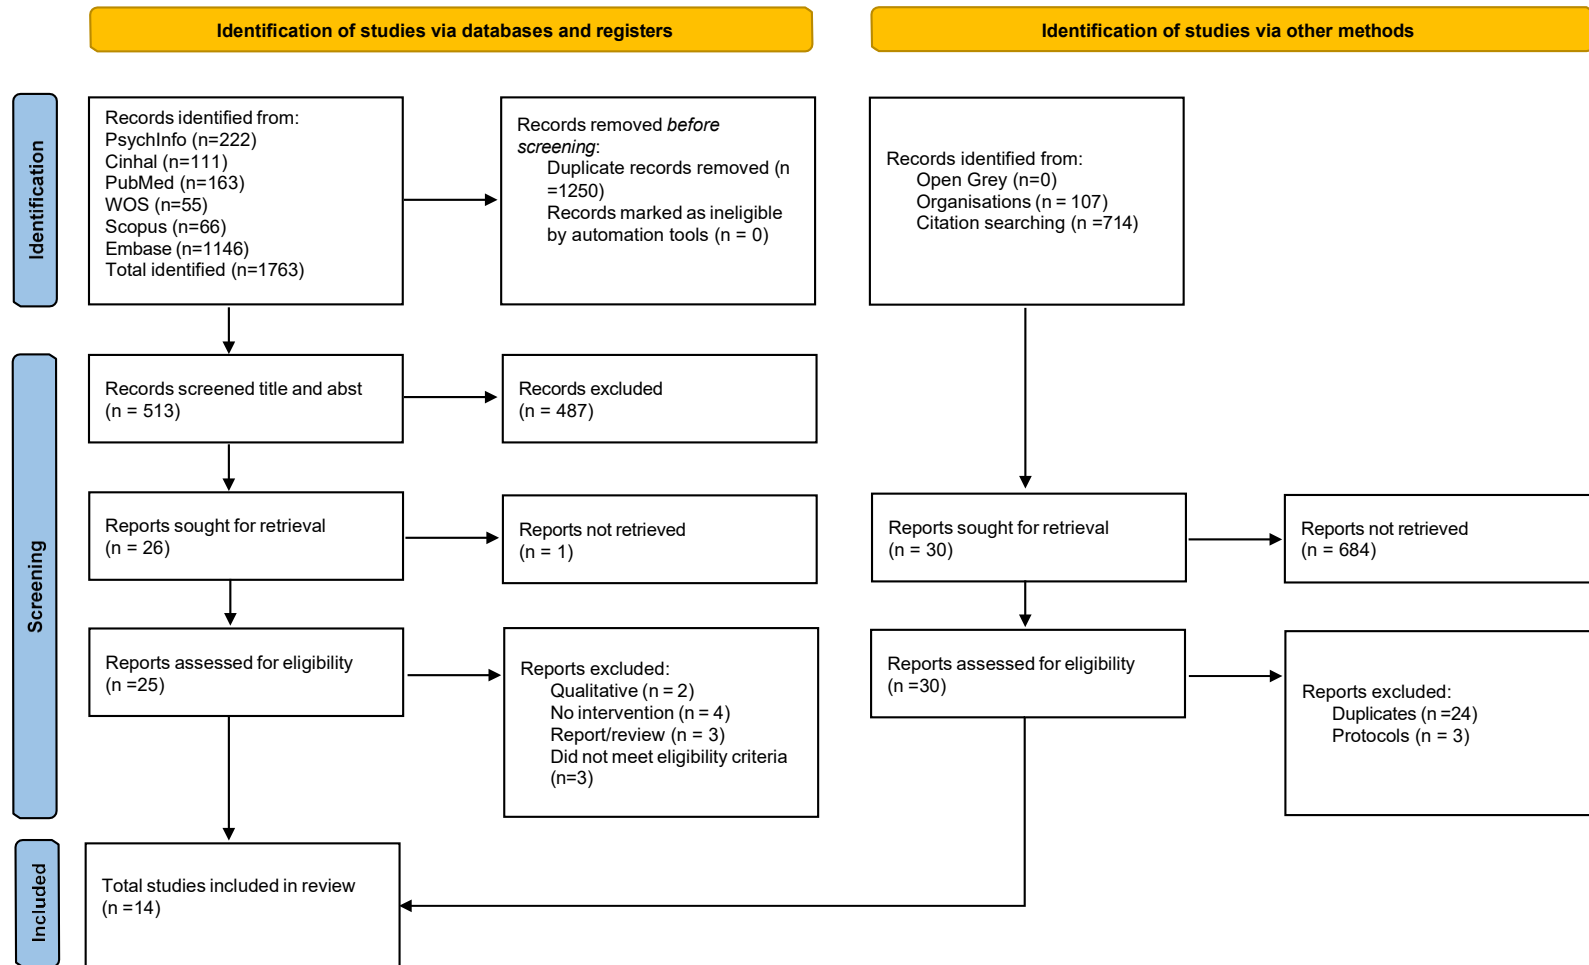 Identification of studies via databases and registers
Identification of studies via other methods
Identification
Records identified from:
PsychInfo (n=222)
Cinhal (n=111)
PubMed (n=163)
WOS (n=55)
Scopus (n=66)
Embase (n=1146)
Total identified (n=1763)
Records removed before
screening:
Duplicate records removed (n
=1250)
Records marked as ineligible
by automation tools (n = 0)
Records identified from:
Open Grey (n=0)
Organisations (n = 107)
Citation searching (n =714)
Screening
Records screened title and abst
(n = 513)
Records excluded
(n = 487)
Reports sought for retrieval
(n = 26)
Reports not retrieved
(n = 1)
Reports sought for retrieval
(n = 30)
Reports not retrieved
(n = 684)
Reports assessed for eligibility
(n =25)
Reports excluded:
Qualitative (n = 2)
No intervention (n = 4)
Report/review (n = 3)
Did not meet eligibility criteria
(n=3)
Reports assessed for eligibility
(n =30)
Reports excluded:
Duplicates (n =24)
Protocols (n = 3)
Included
Total studies included in review
(n =14)